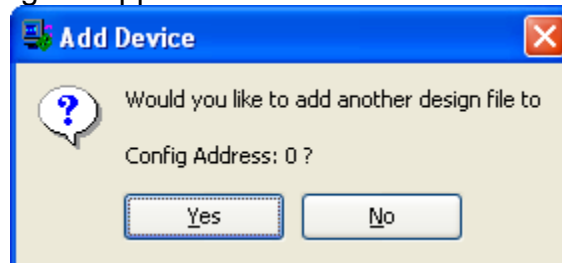 Add Device
Would you like to add another design file to
Config Address: 0 ?
Yes
No